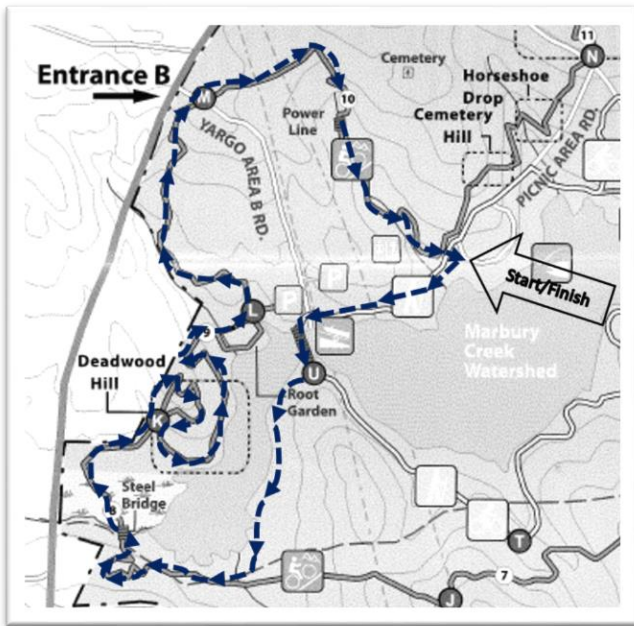 Entrance B
M
YARGO AREA B RD.
Power
Line
10
Cemetery
11
N
Horseshoe
Drop
Cemetery
Hill
PICNIC AREA RD.
Start/Finish
P
P
L
9
Marbury
Creek
Watershed
Deadwood
Hill
K
U
Root
Garden
Steel
Bridge
8
T
7
J